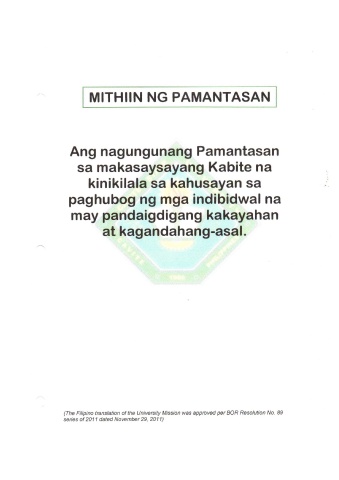 MITHIIN NG PAMANTASAN
Ang nagungunang Pamantasan
sa makasaysayang Kabite na
kinikilala sa kahusayan sa
paghubog ng mga indibidwal na
may pandaigdigang kakayahan
at kagandahang-asal.
(The Filipino translation of the University Mission was approved per BOR Resolution No. 89
series of 2011 dated November 29, 2011)